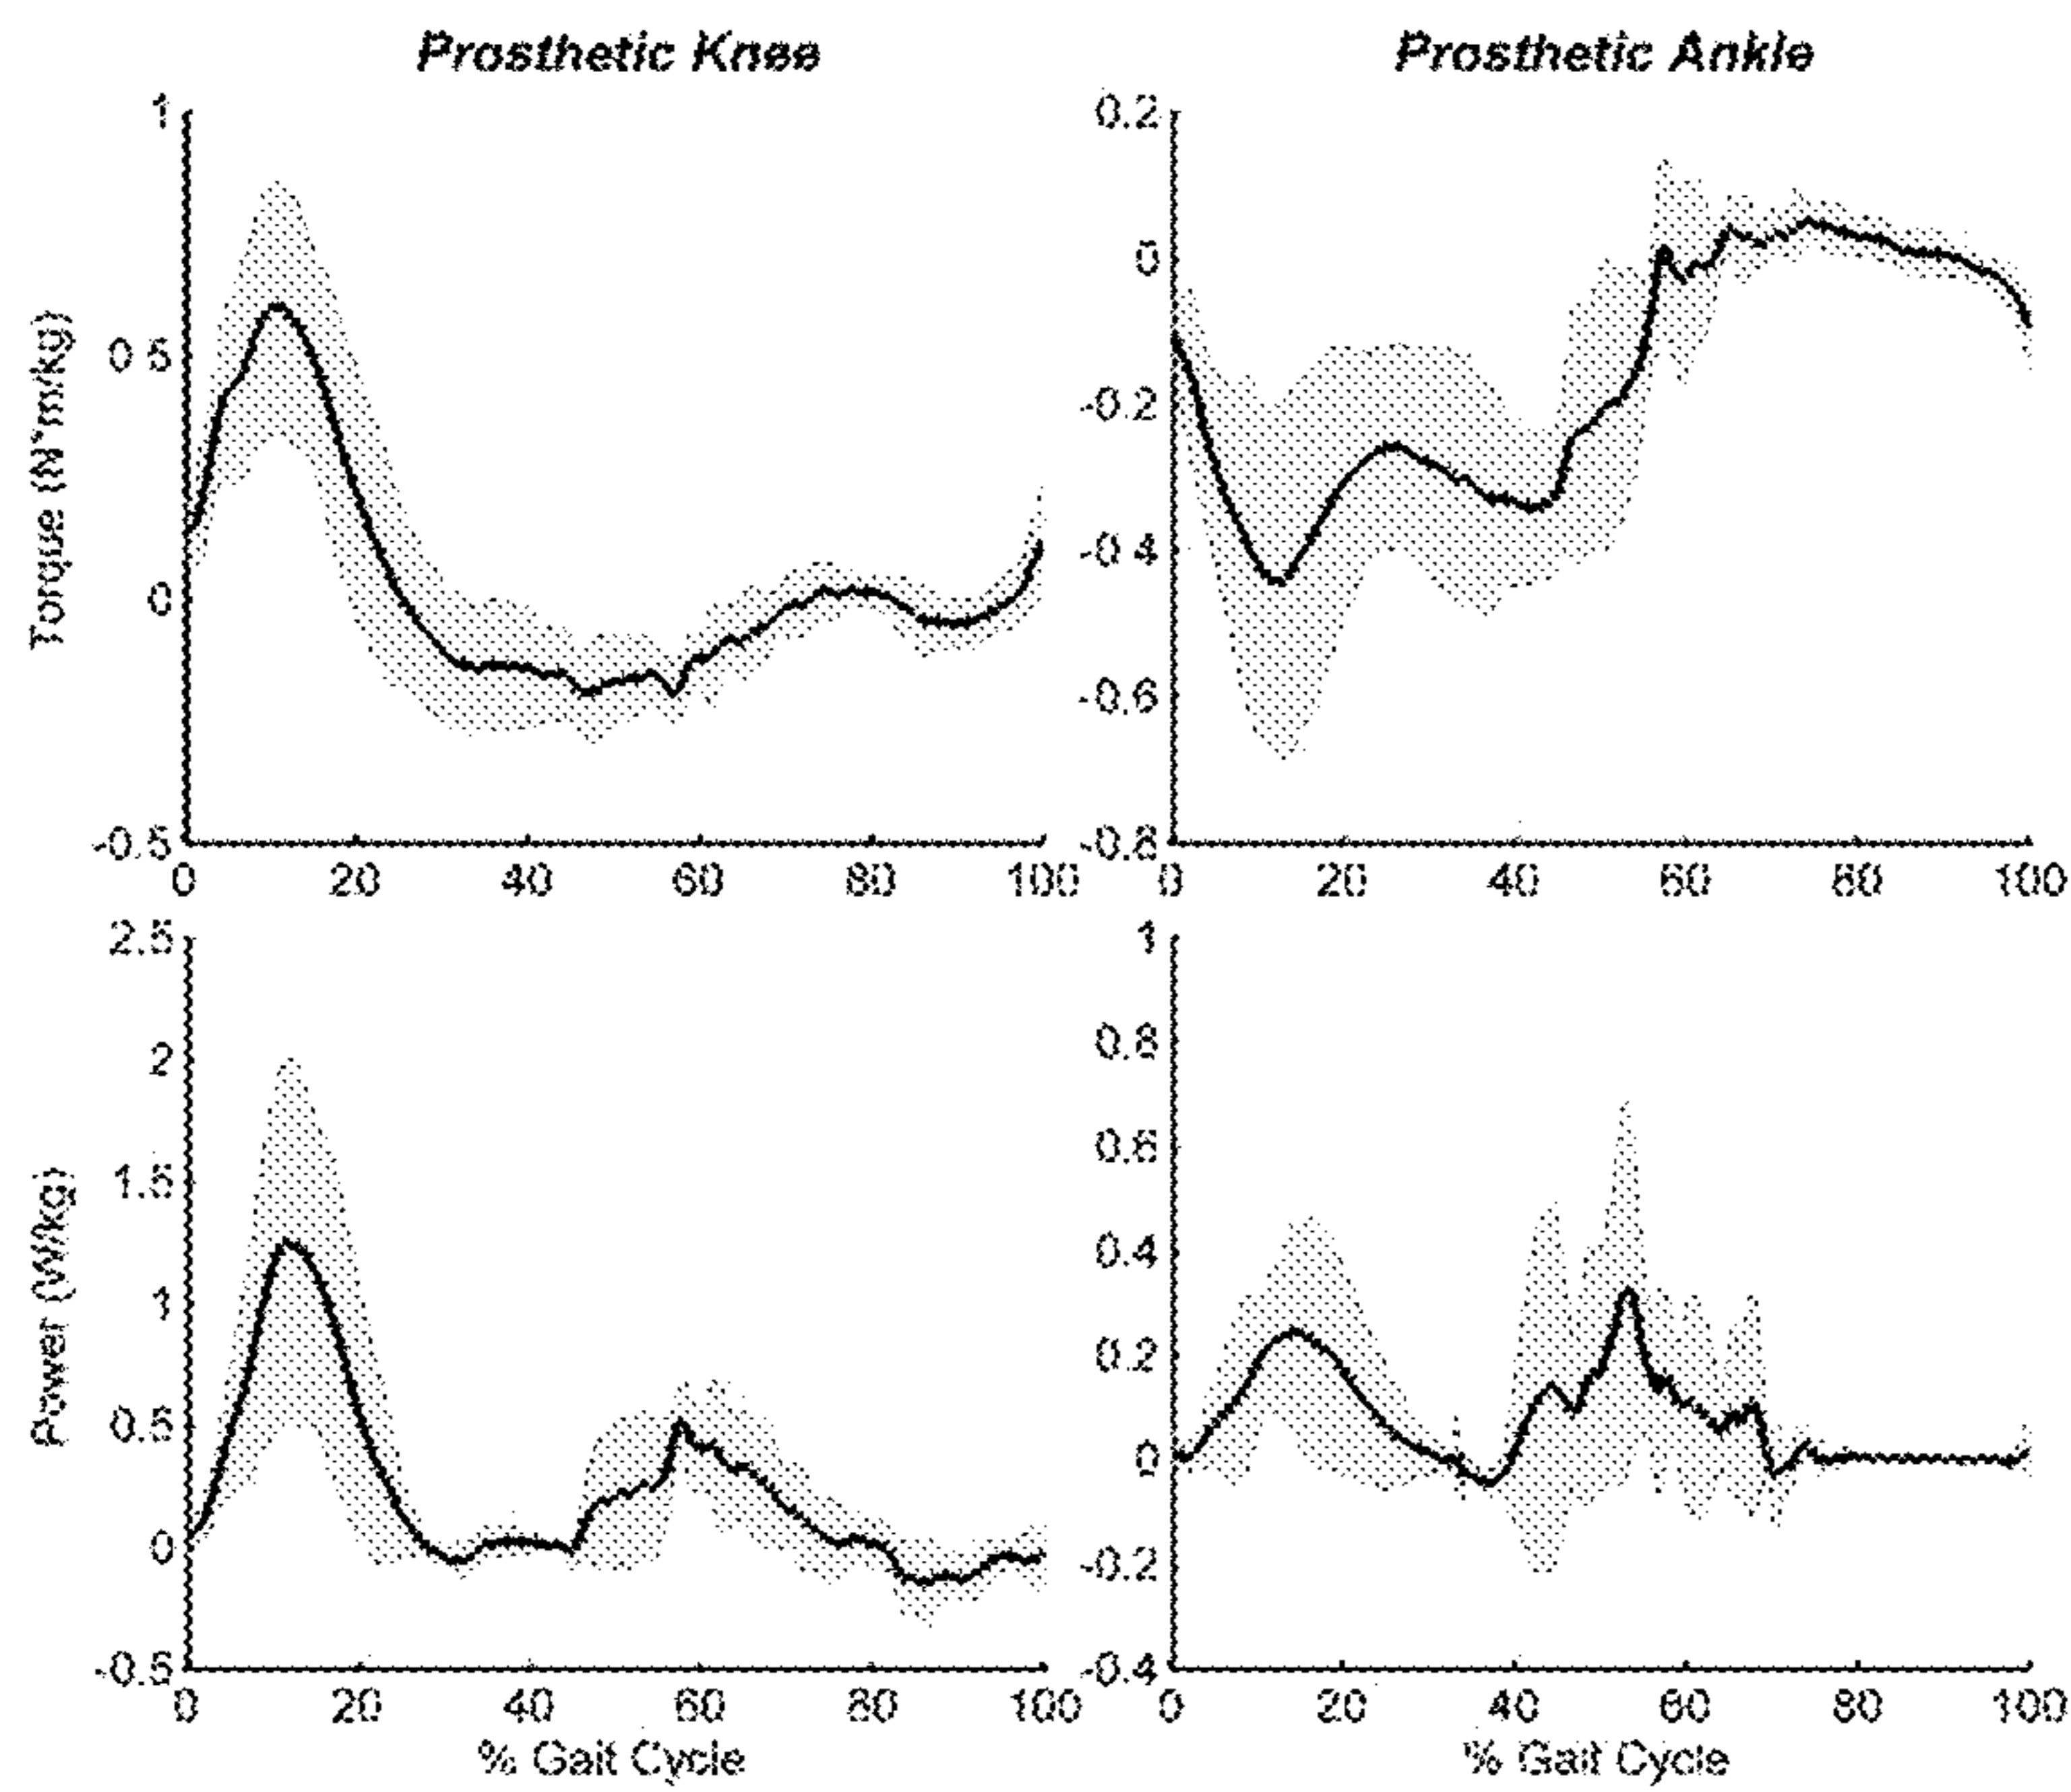 Prosthetic Knee
Prosthetic Ankle
Torque (N*m/kg)
1
0.5
0
-0.5
0 20 40 60 80 100
0.2
0
-0.2
-0.4
-0.6
-0.8
0 20 40 60 80 100
Power (W/kg)
2.5
2
1.5
1
0.5
0
-0.5
0 20 40 60 80 100
% Gait Cycle
1
0.8
0.6
0.4
0.2
0
-0.2
-0.4
0 20 40 60 80 100
% Gait Cycle